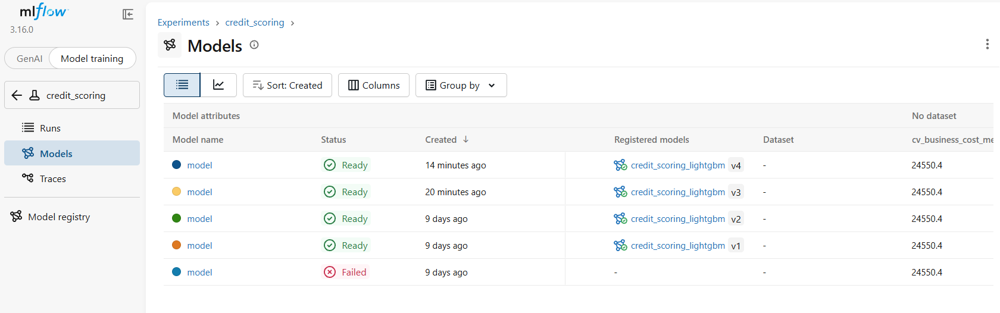 mlflow
3.16.0
GenAI Model training
credit_scoring
Runs
Models
Traces
Model registry
Experiments > credit_scoring >
Models
Sort: Created Columns Group by
Model attributes No dataset
Model name Status Created Registered models Dataset cv_business_cost_me
model Ready 14 minutes ago credit_scoring_lightgbm v4 - 24550.4
model Ready 20 minutes ago credit_scoring_lightgbm v3 - 24550.4
model Ready 9 days ago credit_scoring_lightgbm v2 - 24550.4
model Ready 9 days ago credit_scoring_lightgbm v1 - 24550.4
model Failed 9 days ago - - 24550.4